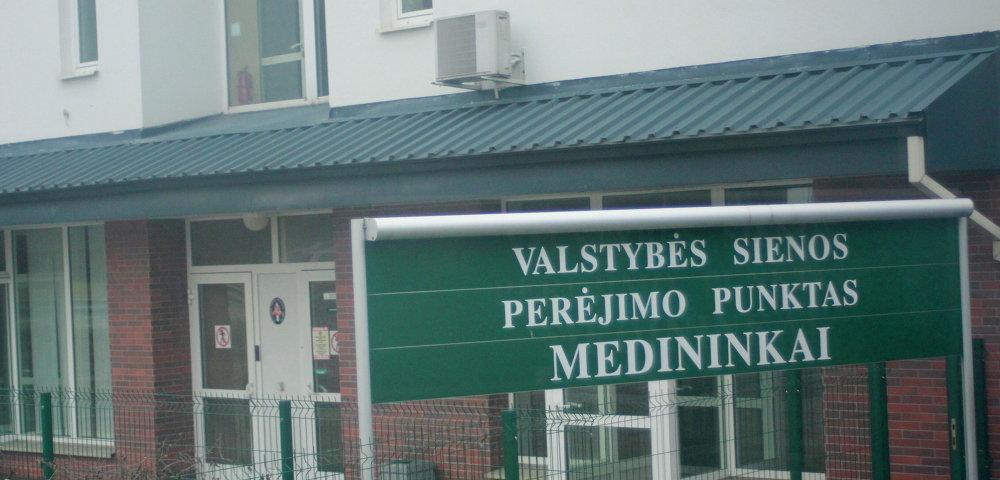 VALSTYBĖS SIENOS
PERĖJIMO PUNKTAS
MEDININKAI